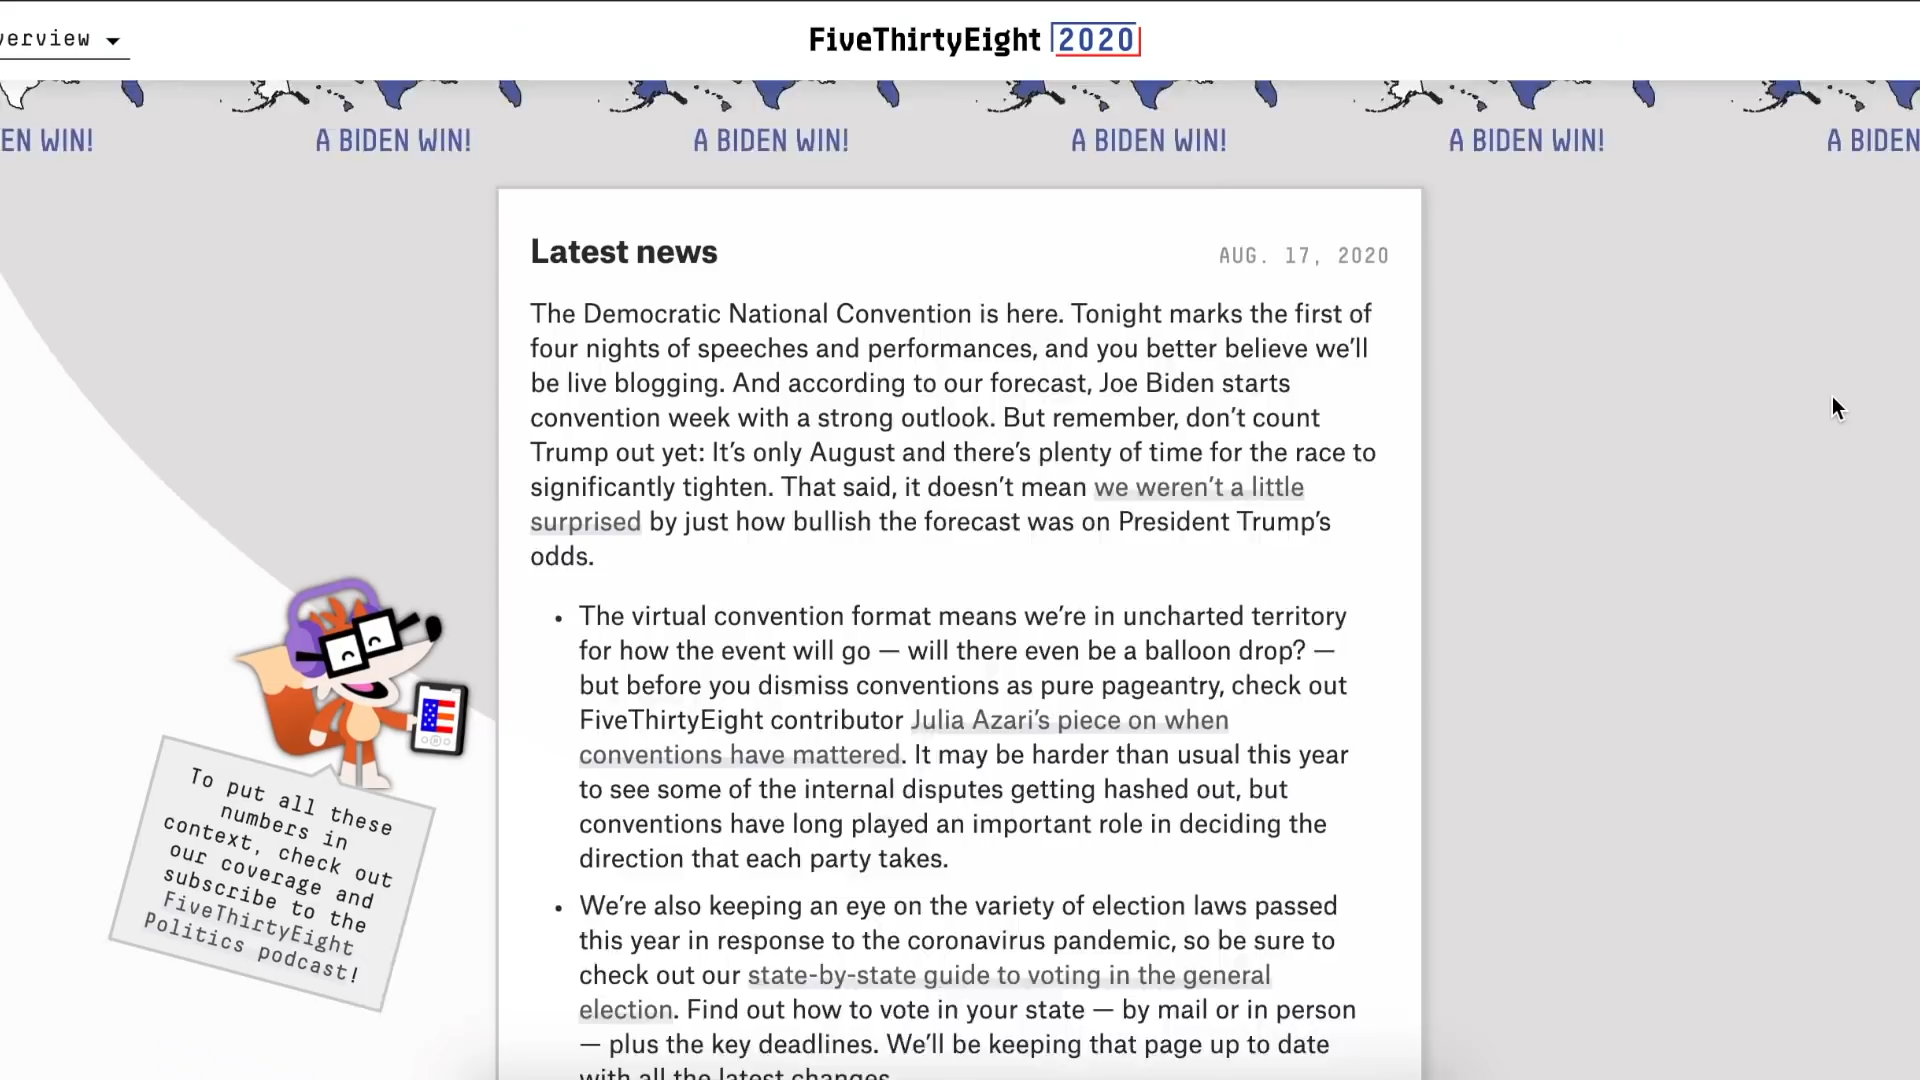 verview
FiveThirtyEight 2020
EN WIN! A BIDEN WIN! A BIDEN WIN! A BIDEN WIN! A BIDEN WIN! A BIDEN
Latest news AUG. 17, 2020
The Democratic National Convention is here. Tonight marks the first of
four nights of speeches and performances, and you better believe we’ll
be live blogging. And according to our forecast, Joe Biden starts
convention week with a strong outlook. But remember, don’t count
Trump out yet: It’s only August and there’s plenty of time for the race to
significantly tighten. That said, it doesn’t mean we weren’t a little
surprised by just how bullish the forecast was on President Trump’s
odds.
• The virtual convention format means we’re in uncharted territory
for how the event will go — will there even be a balloon drop? —
but before you dismiss conventions as pure pageantry, check out
FiveThirtyEight contributor Julia Azari’s piece on when
conventions have mattered. It may be harder than usual this year
to see some of the internal disputes getting hashed out, but
conventions have long played an important role in deciding the
direction that each party takes.
• We’re also keeping an eye on the variety of election laws passed
this year in response to the coronavirus pandemic, so be sure to
check out our state-by-state guide to voting in the general
election. Find out how to vote in your state — by mail or in person
— plus the key deadlines. We’ll be keeping that page up to date
with all the latest changes.
To put all these
numbers in
context, check out
our coverage and
subscribe to the
FiveThirtyEight
Politics podcast!